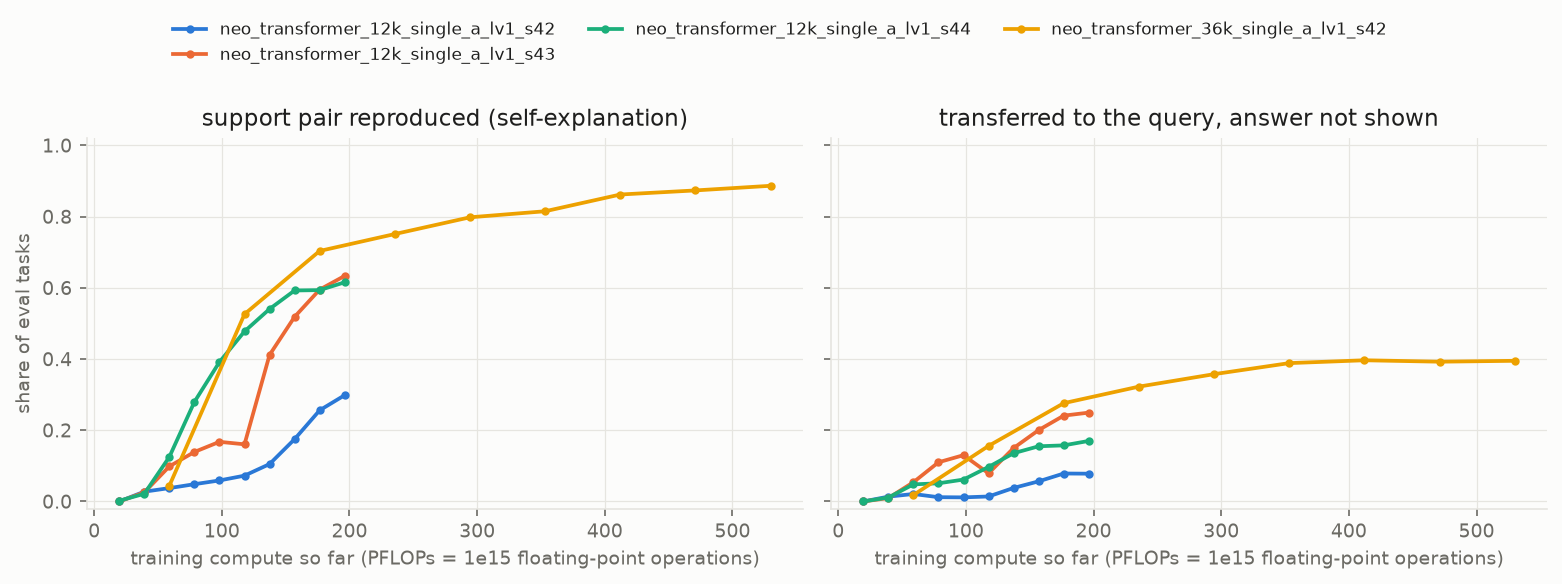 neo_transformer_12k_single_a_lv1_s42
neo_transformer_12k_single_a_lv1_s43
neo_transformer_12k_single_a_lv1_s44
neo_transformer_36k_single_a_lv1_s42
support pair reproduced (self-explanation)
transferred to the query, answer not shown
share of eval tasks
1.0
0.8
0.6
0.4
0.2
0.0
0 100 200 300 400 500
training compute so far (PFLOPs = 1e15 floating-point operations)
0 100 200 300 400 500
training compute so far (PFLOPs = 1e15 floating-point operations)